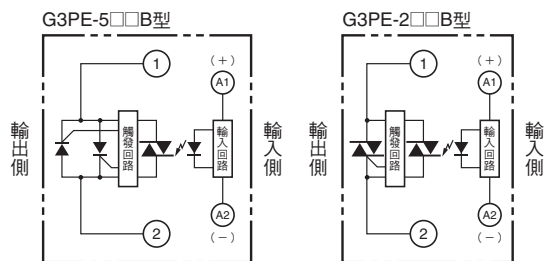 G3PE-5□□B型
輸出側
1
2
觸發回路
(+)
A1
輸入回路
A2
(−)
輸入側
G3PE-2□□B型
輸出側
1
2
觸發回路
(+)
A1
輸入回路
A2
(−)
輸入側